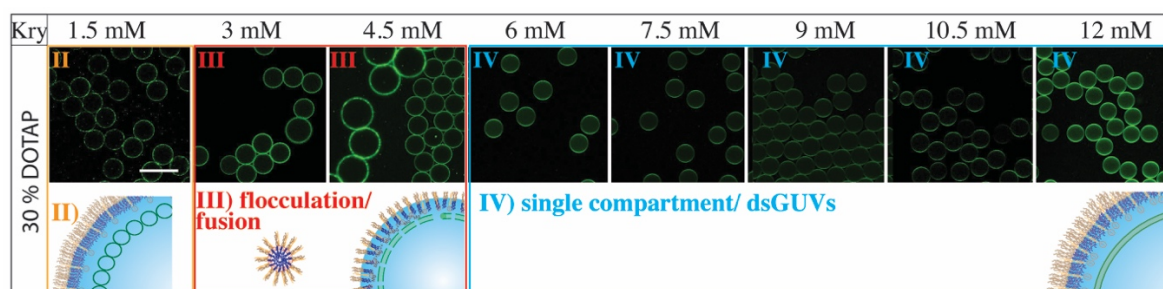 Kry 1.5 mM 3 mM 4.5 mM 6 mM 7.5 mM 9 mM 10.5 mM 12 mM
30 % DOTAP
II III III IV IV IV IV IV
II) III) flocculation/ IV) single compartment/ dsGUVs
fusion